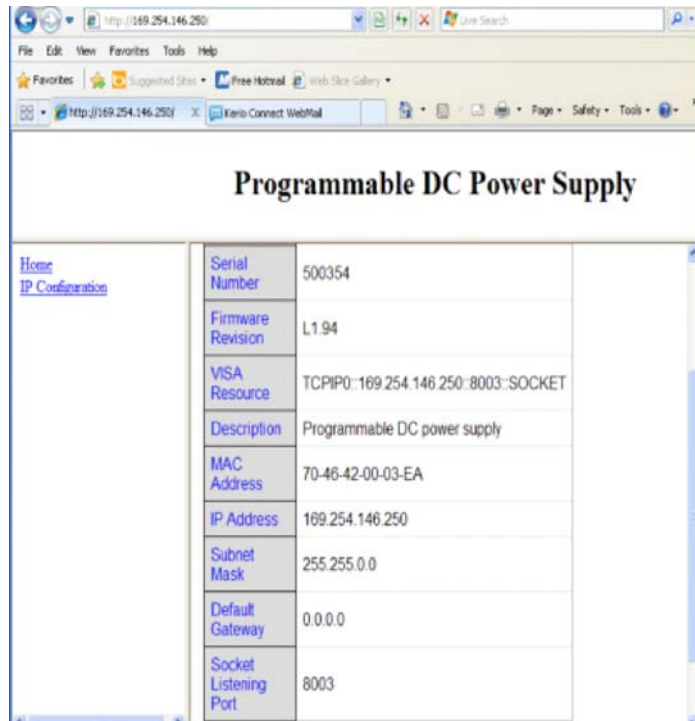 http://169.254.146.250/
Live Search
File Edit View Favorites Tools Help
Favorites Suggested Sites Free Hotmail Web Slice Gallery
http://169.254.146.250/ X Kerio Connect WebMail Page Safety Tools
Programmable DC Power Supply
Home
IP Configuration
Serial
Number
500354
Firmware
Revision
L1.94
VISA
Resource
TCPIP0::169.254.146.250::8003::SOCKET
Description
Programmable DC power supply
MAC
Address
70-46-42-00-03-EA
IP Address
169.254.146.250
Subnet
Mask
255.255.0.0
Default
Gateway
0.0.0.0
Socket
Listening
Port
8003